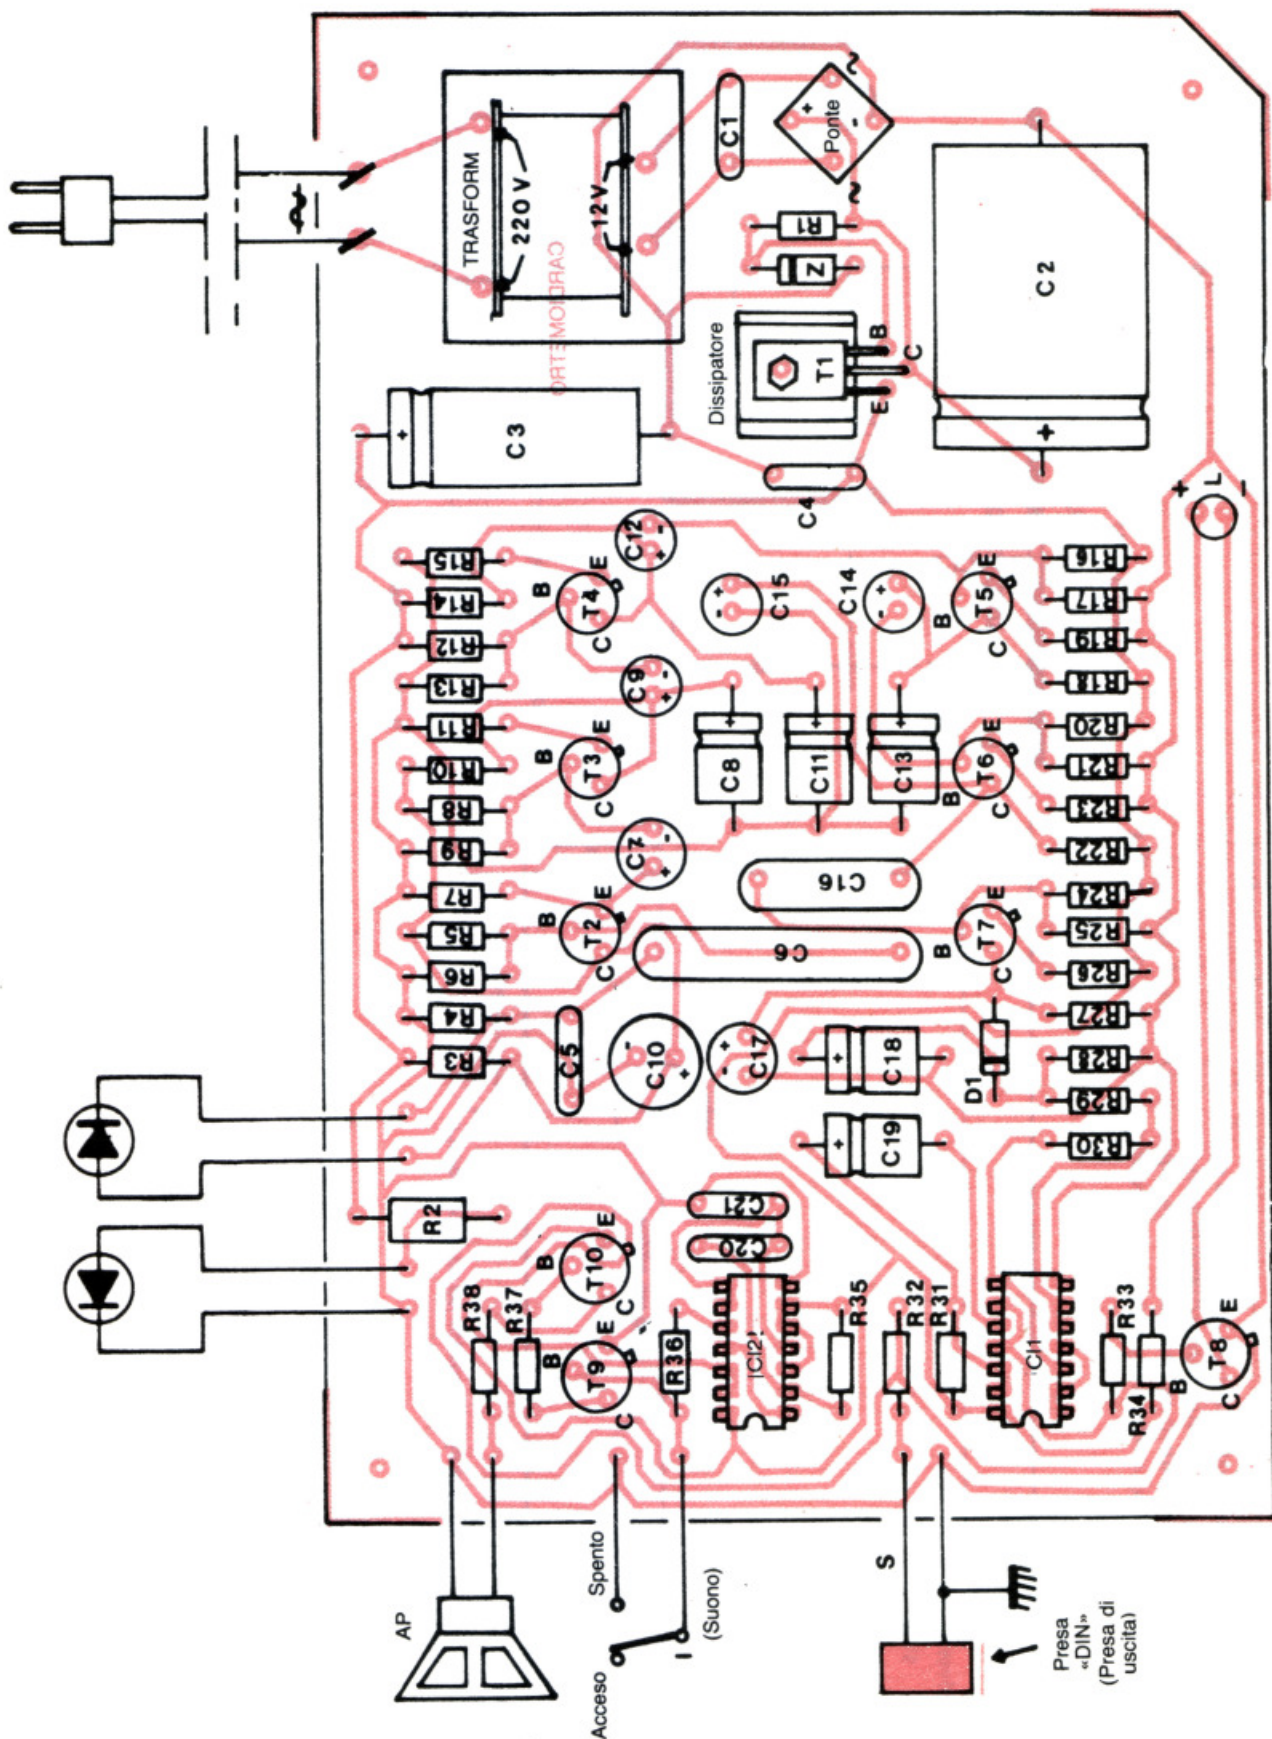 TRASFORM
220 V
12 V
CARDIOMETRO
C1
+
-
Ponte
~
~
R1
Z
Dissipatore
T1
B
C
E
C2
+
C3
+
C4
+
L
-
R15
R14
R12
R13
R11
R10
R8
R9
R7
R5
R6
R4
R3
B
T4
E
C
C12
-
+
B
T3
E
C
C9
-
+
B
T2
E
C
C7
-
+
+
-
C15
C14
+
-
B
T5
E
C
C8
+
C11
+
C13
+
B
T6
E
C
C16
C6
B
T7
E
C
R16
R17
R19
R18
R20
R21
R23
R22
R24
R25
R26
R27
R28
R29
R30
C5
-
C10
+
+
-
C17
+
C18
D1
+
C19
R2
C21
C20
B
T10
E
C
R38
R37
B
T9
E
C
R36
IC2
R35
R32
R31
IC1
R33
R34
B
T8
E
C
AP
Acceso
Spento
I
(Suono)
S
Presa
«DIN»
(Presa di
uscita)